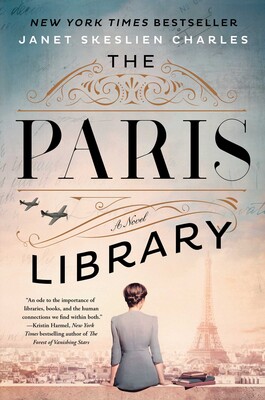 NEW YORK TIMES BESTSELLER
JANET SKESLIEN CHARLES
THE
PARIS
A Novel
LIBRARY
"An ode to the importance of
libraries, books, and the
human connections we find
within both."
—Kristin Harmel, New York
Times bestselling author of The
Forest of Vanishing Stars